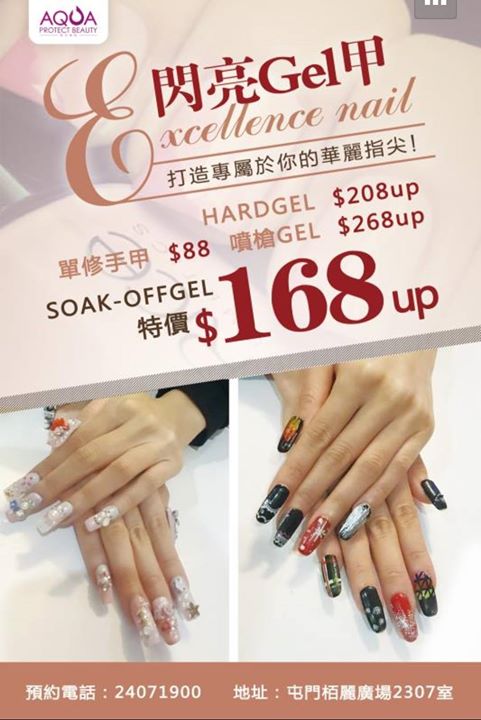 AQUA
PROTECT BEAUTY
閃亮Gel甲
Excellence nail
打造專屬於你的華麗指尖！
HARDGEL $208up
單修手甲 $88 噴槍GEL $268up
SOAK-OFFGEL
特價 $168 up
預約電話：24071900 地址：屯門栢麗廣場2307室